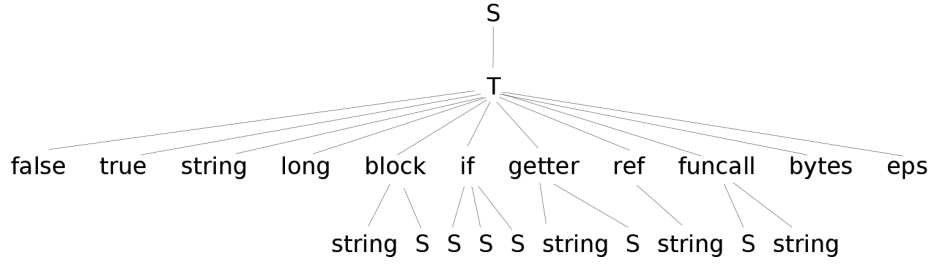 S
T
false true string long block if getter ref funcall bytes eps
string S S S S string S string S string